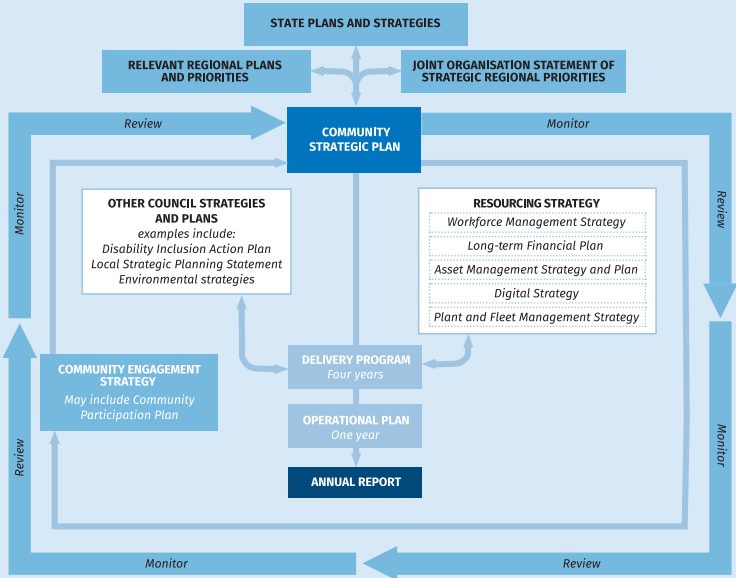 STATE PLANS AND STRATEGIES
RELEVANT REGIONAL PLANS
AND PRIORITIES
JOINT ORGANISATION STATEMENT OF
STRATEGIC REGIONAL PRIORITIES
Review
COMMUNITY
STRATEGIC PLAN
Monitor
Monitor
Review
OTHER COUNCIL STRATEGIES
AND PLANS
examples include:
Disability Inclusion Action Plan
Local Strategic Planning Statement
Environmental strategies
RESOURCING STRATEGY
Workforce Management Strategy
Long-term Financial Plan
Asset Management Strategy and Plan
Digital Strategy
Plant and Fleet Management Strategy
DELIVERY PROGRAM
Four years
COMMUNITY ENGAGEMENT
STRATEGY
May include Community
Participation Plan
OPERATIONAL PLAN
One year
Review
Monitor
ANNUAL REPORT
Monitor
Review